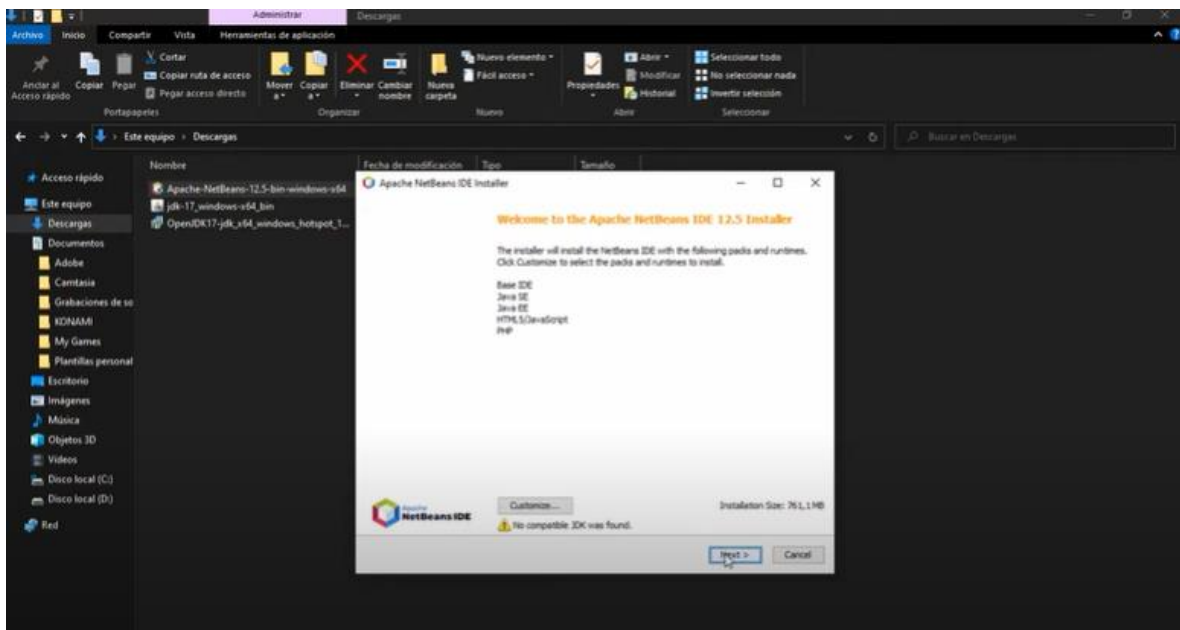 Administrar
Descargas
Archivo
Inicio
Compartir
Vista
Herramientas de aplicación
Anclar al
Acceso rápido
Copiar
Pegar
Cortar
Copiar ruta de acceso
Pegar acceso directo
Portapapeles
Mover
a
Copiar
a
Eliminar
Cambiar
nombre
Organizar
Nueva
carpeta
Nuevo elemento
Fácil acceso
Nuevo
Propiedades
Abrir
Modificar
Historial
Abrir
Seleccionar todo
No seleccionar nada
Invertir selección
Seleccionar
Este equipo > Descargas
Buscar en Descargas
Nombre
Fecha de modificación
Tipo
Tamaño
Apache-NetBeans-12.5-bin-windows-x64
jdk-17_windows-x64_bin
OpenJDK17-jdk_x64_windows_hotspot_1...
Acceso rápido
Este equipo
Descargas
Documentos
Adobe
Camtasia
Grabaciones de so
KONAMI
My Games
Plantillas personal
Escritorio
Imágenes
Música
Objetos 3D
Vídeos
Disco local (C:)
Disco local (D:)
Red
Apache NetBeans IDE Installer
Welcome to the Apache NetBeans IDE 12.5 Installer
The installer will install the NetBeans IDE with the following packs and runtimes.
Click Customize to select the packs and runtimes to install.
Base IDE
Java SE
Java EE
HTML5/JavaScript
PHP
Apache
NetBeans IDE
Customize...
Installation Size: 761,1 MB
No compatible JDK was found.
Next >
Cancel